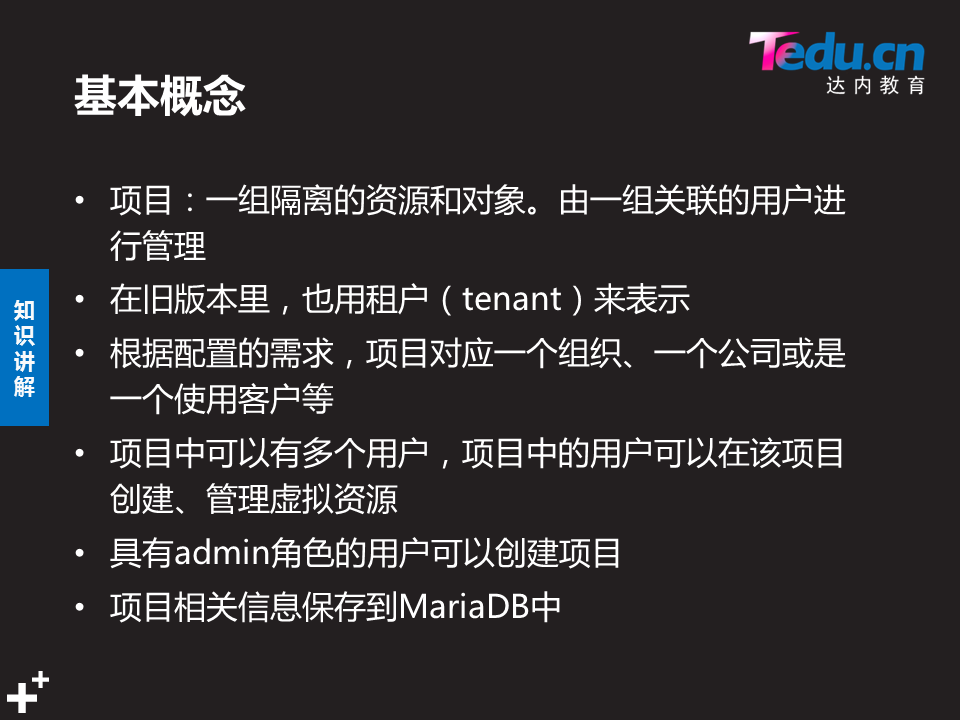 Tedu.cn
达内教育
基本概念
• 项目：一组隔离的资源和对象。由一组关联的用户进
行管理
• 在旧版本里，也用租户（tenant）来表示
• 根据配置的需求，项目对应一个组织、一个公司或是
一个使用客户等
• 项目中可以有多个用户，项目中的用户可以在该项目
创建、管理虚拟资源
• 具有admin角色的用户可以创建项目
• 项目相关信息保存到MariaDB中
知
识
讲
解